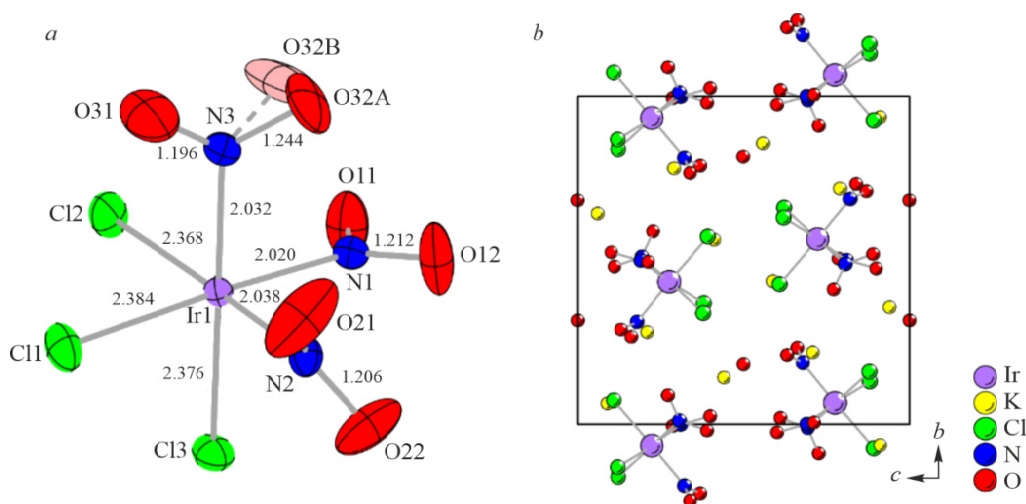 a
b
O32B
O32A
O31
N3
1.244
1.196
O11
Cl2
2.032
1.212
O12
2.368
2.020
N1
2.384
2.038
Ir1
O21
Cl1
2.376
N2
1.206
Cl3
O22
Ir
K
Cl
N
O
b
c